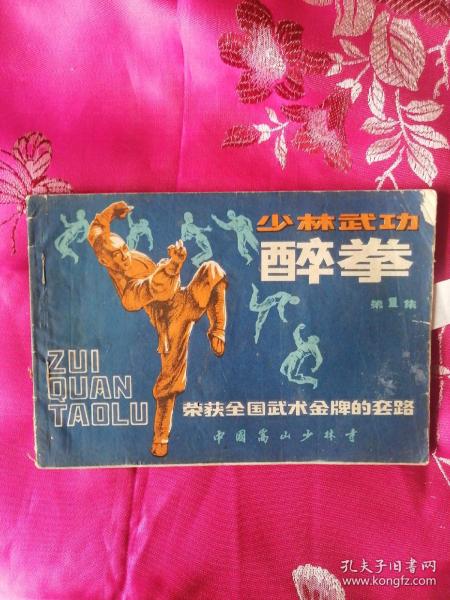 少林武功
醉拳
第1集
ZUI
QUAN
TAOLU
荣获全国武术金牌的套路
中国嵩山少林寺
孔夫子旧书网
www.kongfz.com